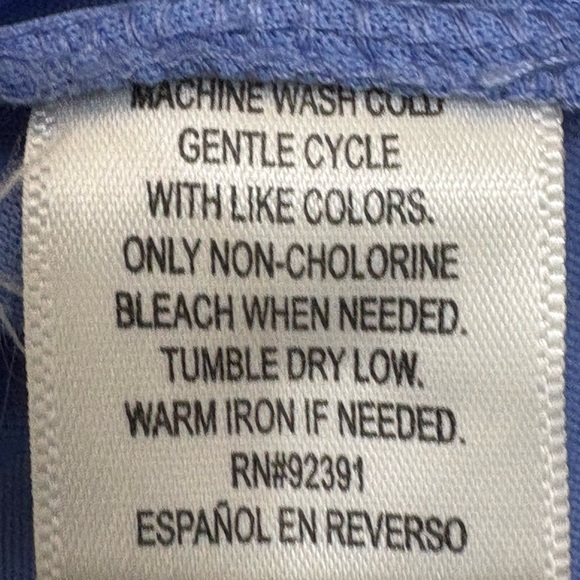 MACHINE WASH COLD
GENTLE CYCLE
WITH LIKE COLORS.
ONLY NON-CHOLORINE
BLEACH WHEN NEEDED.
TUMBLE DRY LOW.
WARM IRON IF NEEDED.
RN#92391
ESPAÑOL EN REVERSO